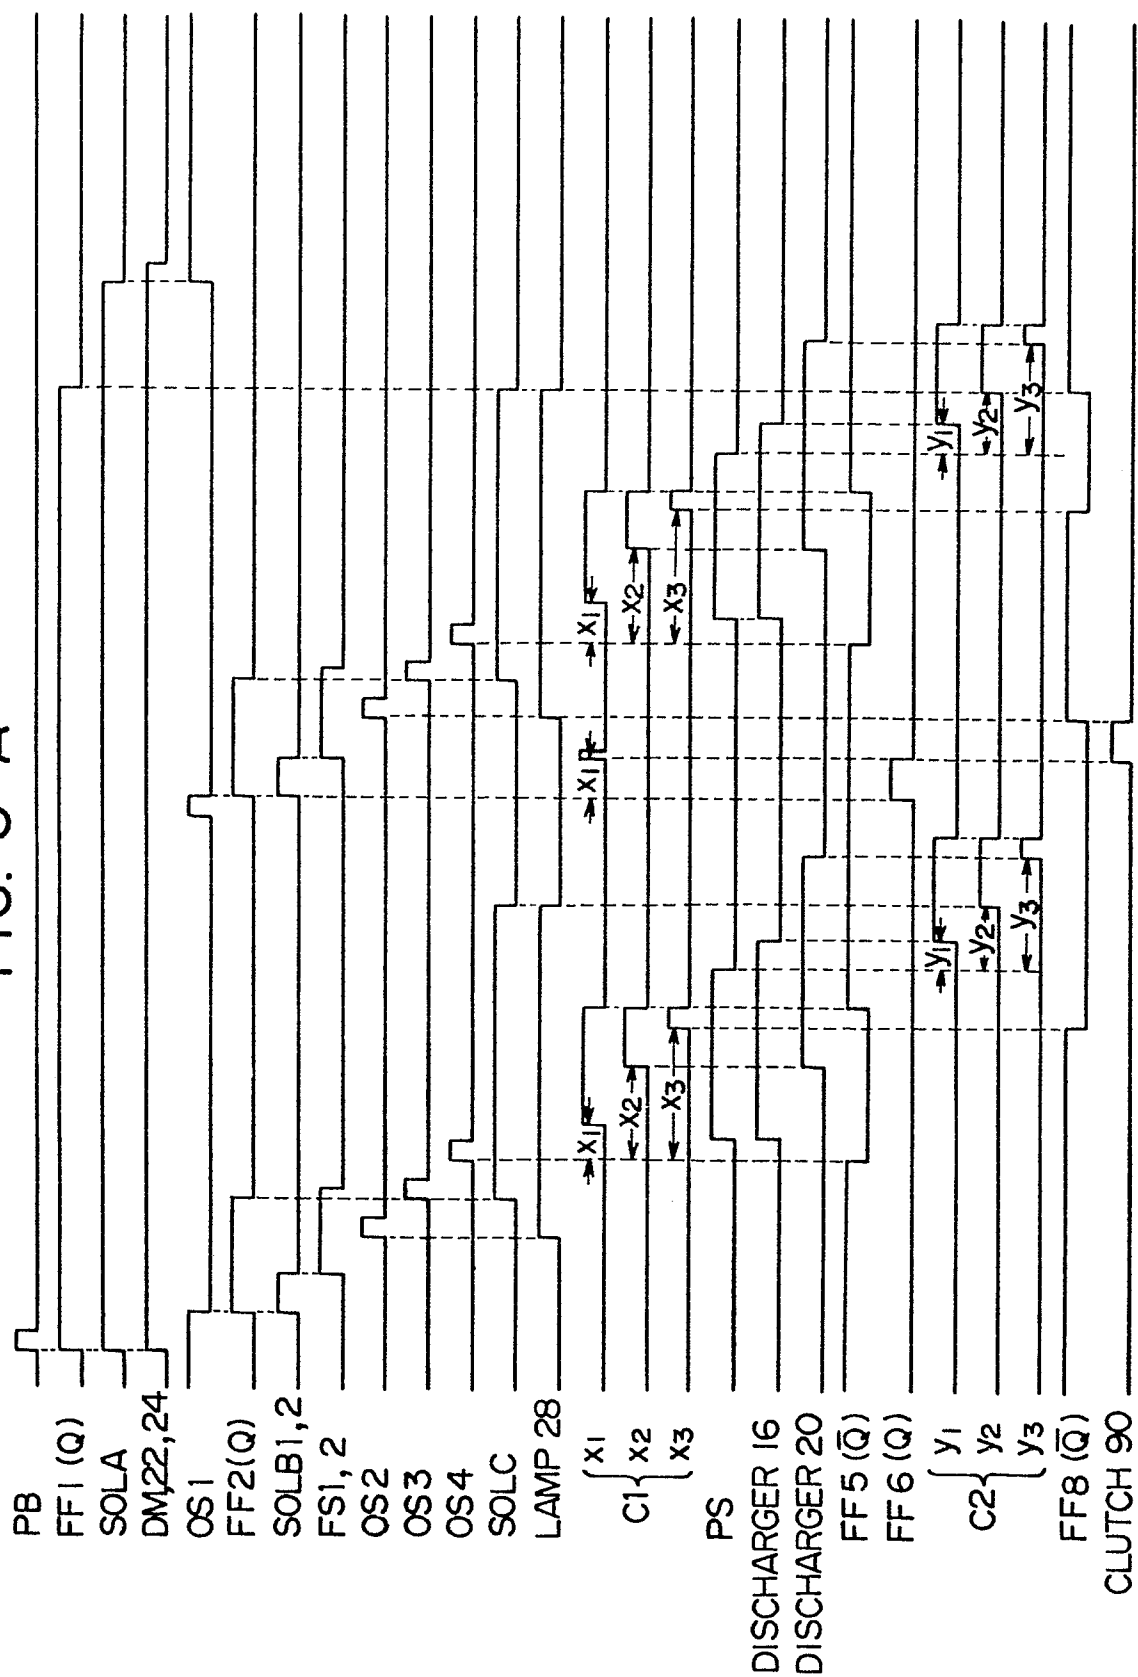 FIG. A
PB
FF1 (Q)
SOLA
DM22,24
OS1
FF2(Q)
SOLB1,2
FS1,2
OS2
OS3
OS4
SOLC
LAMP 28
C1
x1 x1 x1 x1
x2 x2 x2
x3 x3 x3
PS
DISCHARGER 16
DISCHARGER 20
FF5 (Q̅)
FF6 (Q)
C2
y1 y1 y1
y2 y2 y2
y3 y3 y3
FF8 (Q̅)
CLUTCH 90